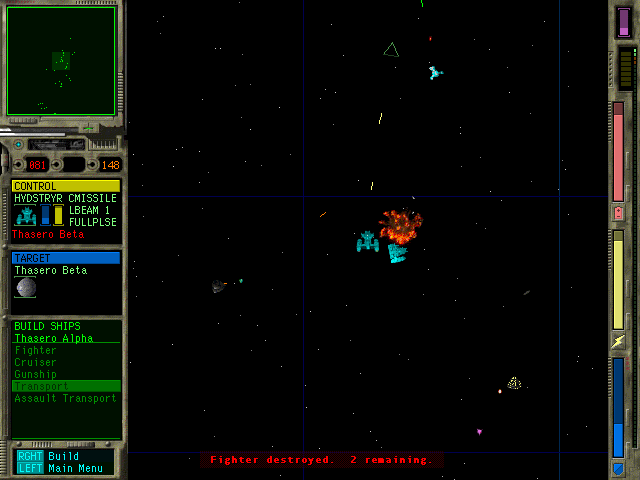 081 148
CONTROL
HVDSTRYR CMISSILE
LBEAM 1
FULLPLSE
Thasero Beta
TARGET
Thasero Beta
BUILD SHIPS
Thasero Alpha
Fighter
Cruiser
Gunship
Transport
Assault Transport
RGHT Build
LEFT Main Menu
Fighter destroyed. 2 remaining.